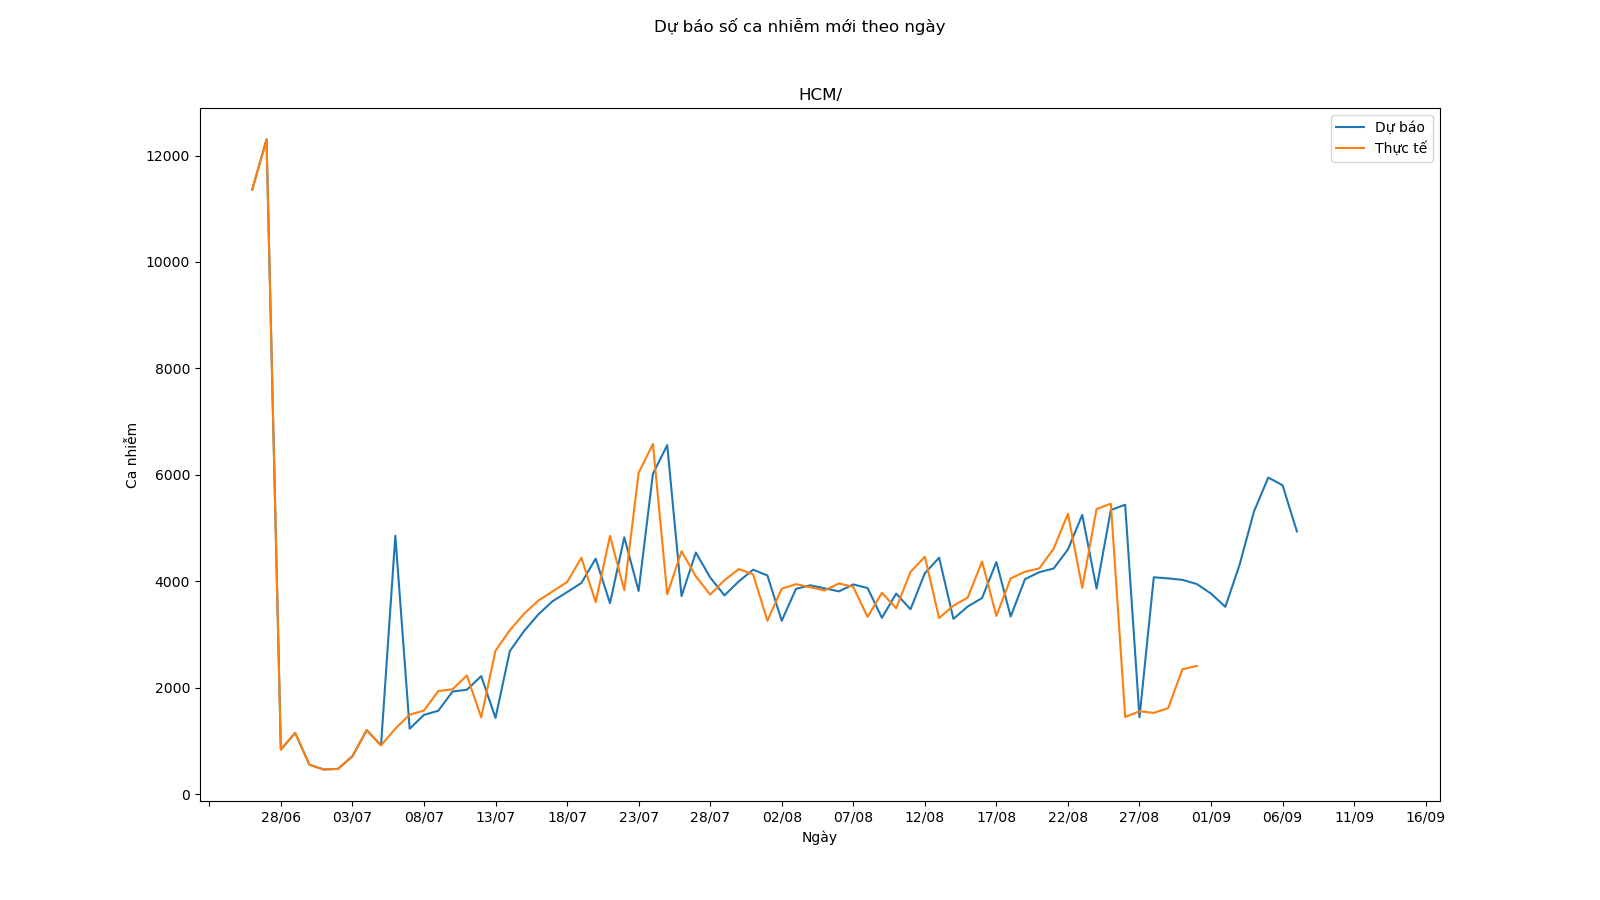 Dự báo số ca nhiễm mới theo ngày
HCM/
Dự báo
Thực tế
12000
10000
8000
6000
4000
2000
0
Ca nhiễm
28/06 03/07 08/07 13/07 18/07 23/07 28/07 02/08 07/08 12/08 17/08 22/08 27/08 01/09 06/09 11/09 16/09
Ngày